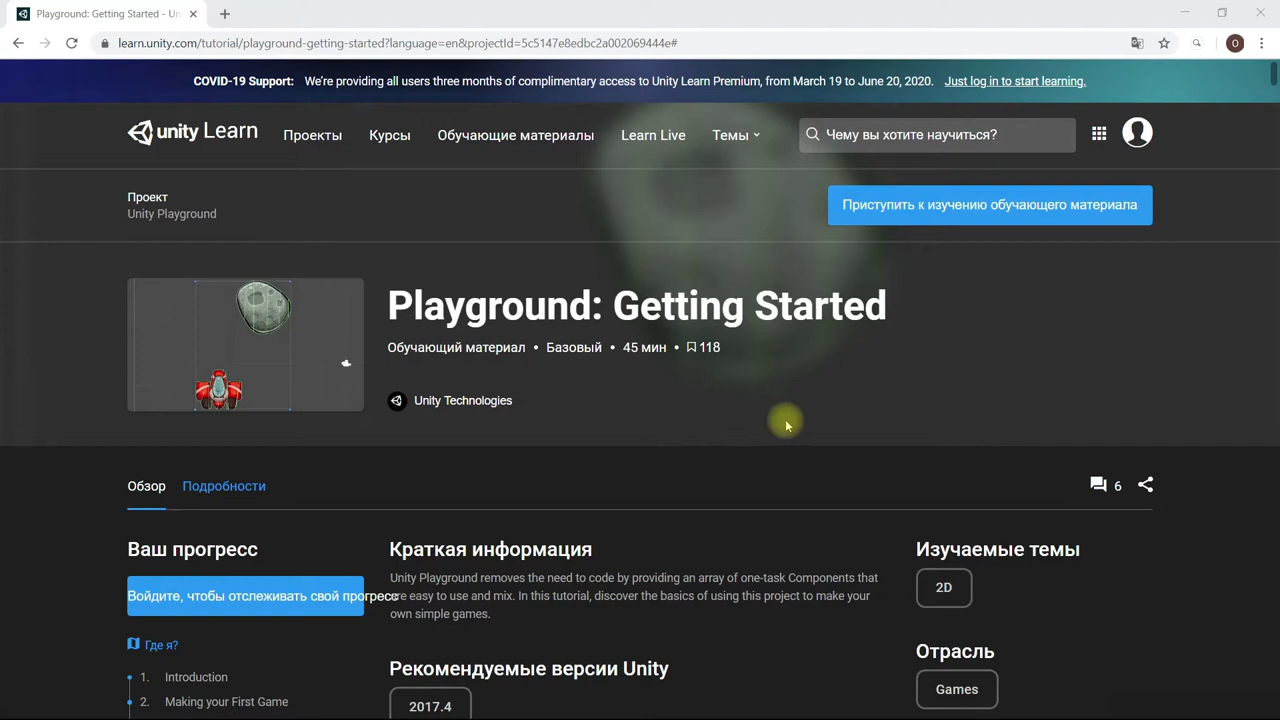 Playground: Getting Started - Un
learn.unity.com/tutorial/playground-getting-started?language=en&projectId=5c5147e8edbc2a002069444e#
O
COVID-19 Support: We're providing all users three months of complimentary access to Unity Learn Premium, from March 19 to June 20, 2020. Just log in to start learning.
unity Learn
Проекты
Курсы
Обучающие материалы
Learn Live
Темы
Чему вы хотите научиться?
Проект
Unity Playground
Приступить к изучению обучающего материала
Playground: Getting Started
Обучающий материал • Базовый • 45 мин • 118
Unity Technologies
Обзор
Подробности
6
Ваш прогресс
Войдите, чтобы отслеживать свой прогресс
Где я?
1. Introduction
2. Making your First Game
Краткая информация
Unity Playground removes the need to code by providing an array of one-task Components that
are easy to use and mix. In this tutorial, discover the basics of using this project to make your
own simple games.
Рекомендуемые версии Unity
2017.4
Изучаемые темы
2D
Отрасль
Games